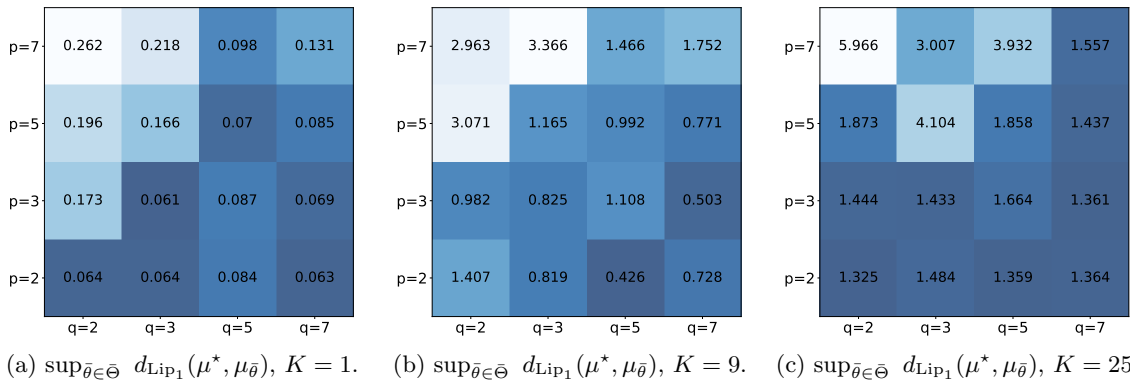 p=7 0.262 0.218 0.098 0.131
p=5 0.196 0.166 0.07 0.085
p=3 0.173 0.061 0.087 0.069
p=2 0.064 0.064 0.084 0.063
q=2 q=3 q=5 q=7
(a) sup_{θ̄∈Θ̄} d_{Lip₁}(μ⋆, μ_{θ̄}), K = 1.
p=7 2.963 3.366 1.466 1.752
p=5 3.071 1.165 0.992 0.771
p=3 0.982 0.825 1.108 0.503
p=2 1.407 0.819 0.426 0.728
q=2 q=3 q=5 q=7
(b) sup_{θ̄∈Θ̄} d_{Lip₁}(μ⋆, μ_{θ̄}), K = 9.
p=7 5.966 3.007 3.932 1.557
p=5 1.873 4.104 1.858 1.437
p=3 1.444 1.433 1.664 1.361
p=2 1.325 1.484 1.359 1.364
q=2 q=3 q=5 q=7
(c) sup_{θ̄∈Θ̄} d_{Lip₁}(μ⋆, μ_{θ̄}), K = 25